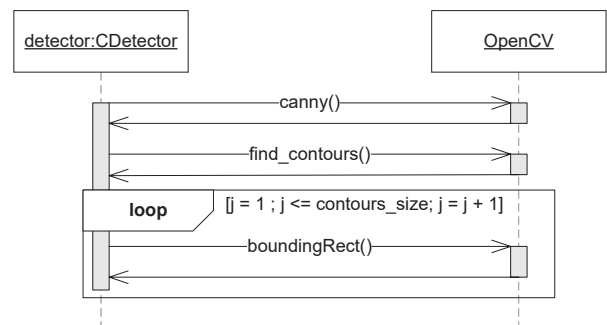 detector:CDetector
OpenCV
canny()
find_contours()
loop
[j = 1 ; j <= contours_size; j = j + 1]
boundingRect()